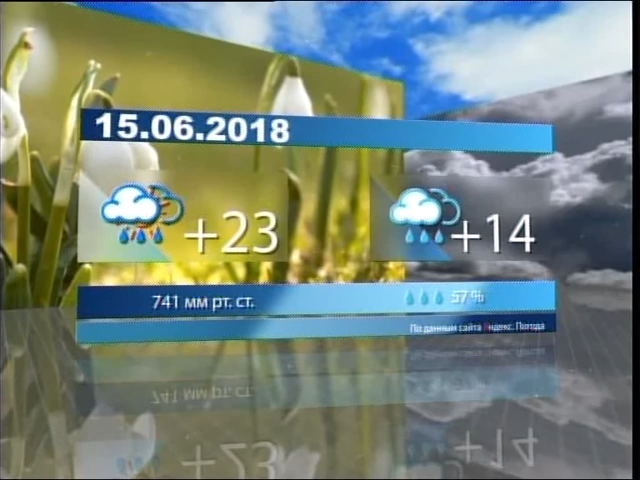 15.06.2018
+23 +14
741 мм рт. ст. 57%
По данным сайта Яндекс. Погода